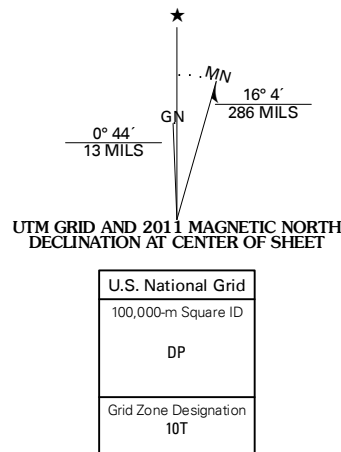 MN
GN
16° 4´
286 MILS
0° 44´
13 MILS
UTM GRID AND 2011 MAGNETIC NORTH
DECLINATION AT CENTER OF SHEET
U.S. National Grid
100,000-m Square ID
DP
Grid Zone Designation
10T